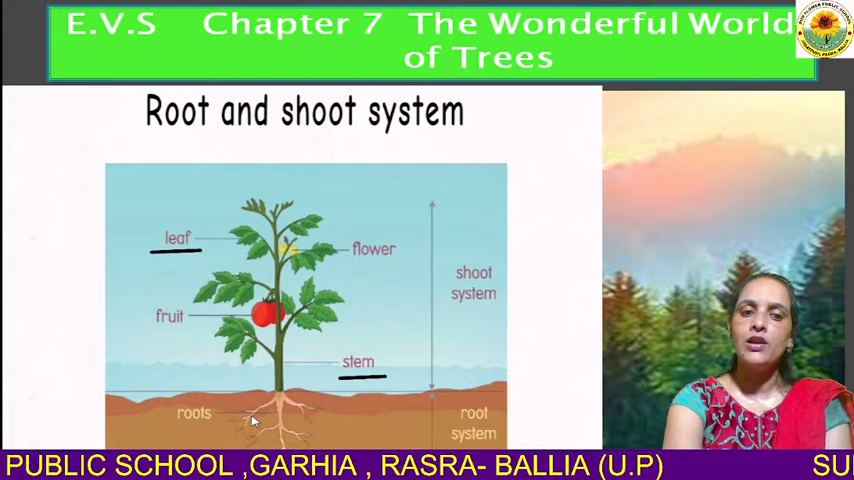 E.V.S Chapter 7 The Wonderful World
of Trees
Root and shoot system
leaf
flower
shoot
system
fruit
stem
roots
root
system
PUBLIC SCHOOL ,GARHIA , RASRA- BALLIA (U.P)
SU